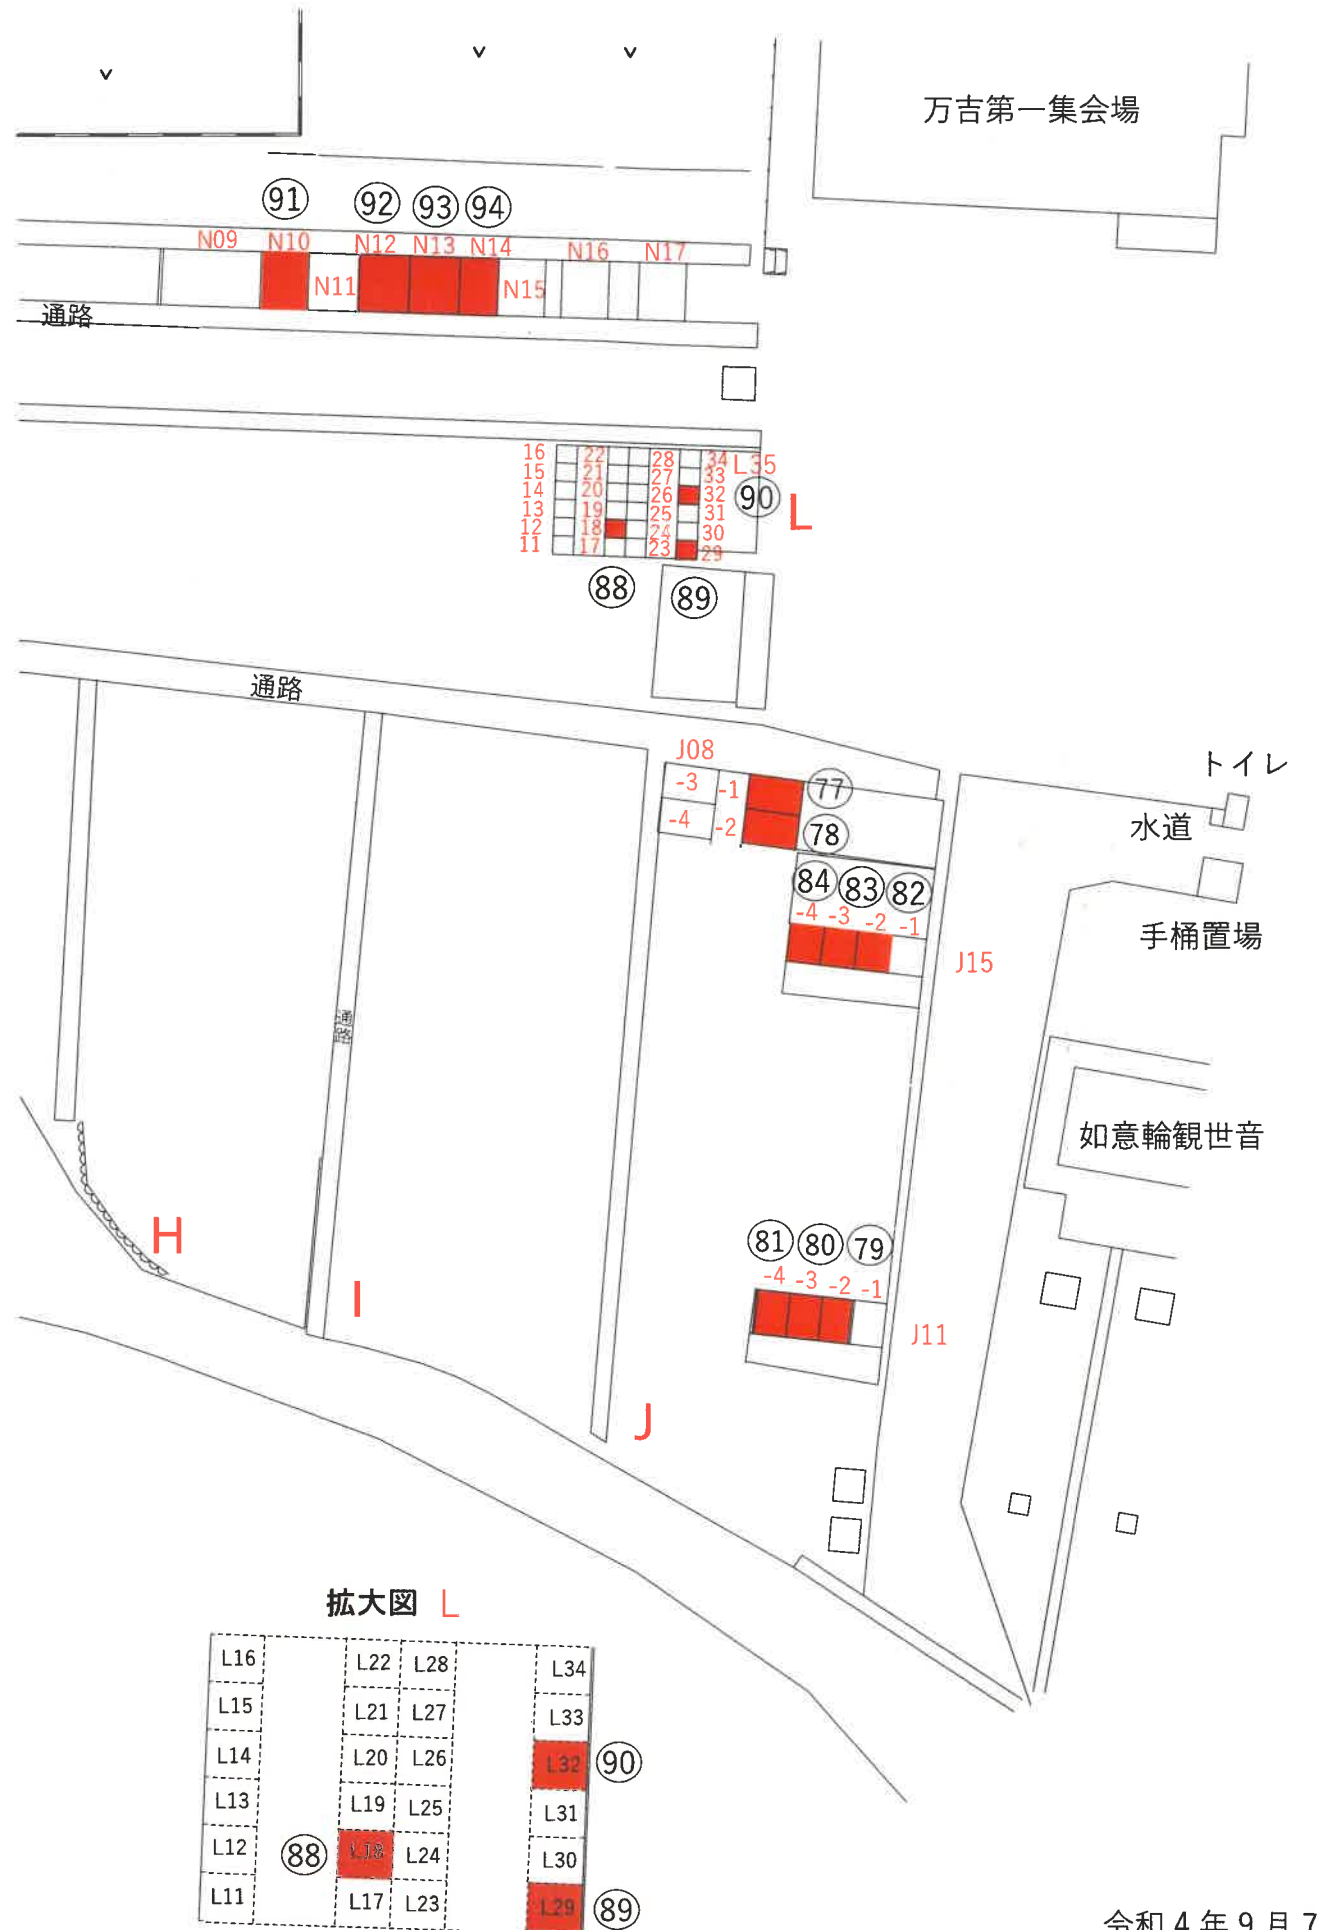 万吉第一集会場
91 92 93 94
N09 N10 N12 N13 N14 N16 N17
N11 N15
通路
16 22 28 34 L35
15 21 27 33
14 20 26 32 90 L
13 19 25 31
12 18 24 30
11 17 23 29
88 89
通路
J08
-3 -1 77
-4 -2 78
トイレ
水道
84 83 82
-4 -3 -2 -1
手桶置場
J15
通路
如意輪観世音
H
81 80 79
-4 -3 -2 -1
I
J11
J
拡大図 L
L16 L22 L28 L34
L15 L21 L27 L33
L14 L20 L26 L32 90
L13 L19 L25 L31
L12 88 L18 L24 L30
L11 L17 L23 L29 89
令和4年9月7